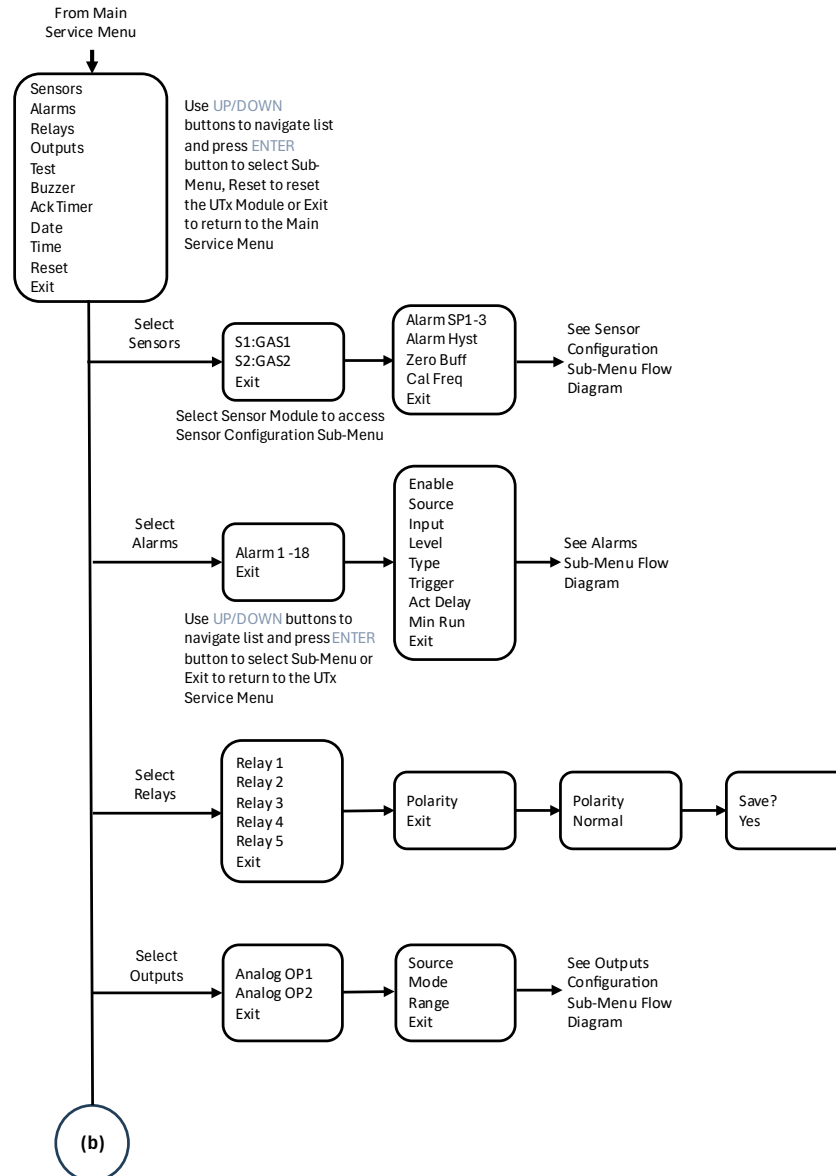 From Main
Service Menu
Sensors
Alarms
Relays
Outputs
Test
Buzzer
Ack Timer
Date
Time
Reset
Exit
Use UP/DOWN
buttons to navigate list
and press ENTER
button to select Sub-
Menu, Reset to reset
the UTx Module or Exit
to return to the Main
Service Menu
Select
Sensors
S1:GAS1
S2:GAS2
Exit
Select Sensor Module to access
Sensor Configuration Sub-Menu
Alarm SP1-3
Alarm Hyst
Zero Buff
Cal Freq
Exit
See Sensor
Configuration
Sub-Menu Flow
Diagram
Select
Alarms
Alarm 1 -18
Exit
Use UP/DOWN buttons to
navigate list and press ENTER
button to select Sub-Menu or
Exit to return to the UTx
Service Menu
Enable
Source
Input
Level
Type
Trigger
Act Delay
Min Run
Exit
See Alarms
Sub-Menu Flow
Diagram
Select
Relays
Relay 1
Relay 2
Relay 3
Relay 4
Relay 5
Exit
Polarity
Exit
Polarity
Normal
Save?
Yes
Select
Outputs
Analog OP1
Analog OP2
Exit
Source
Mode
Range
Exit
See Outputs
Configuration
Sub-Menu Flow
Diagram
(b)